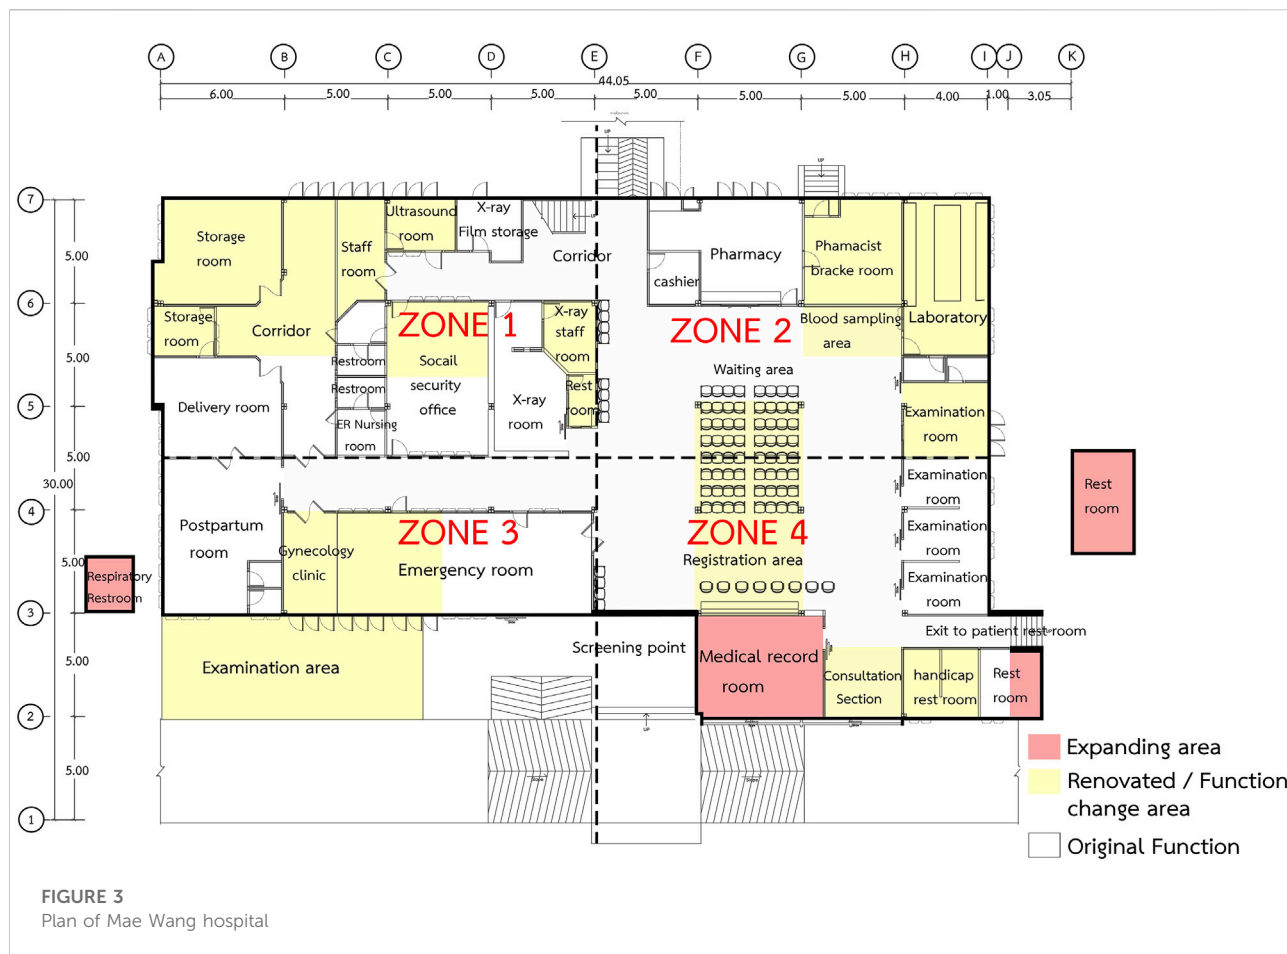 A B C D E F G H I J K
44.05
6.00 5.00 5.00 5.00 5.00 5.00 5.00 4.00 1.00 3.05
UP
UP
7
Ultrasound
room
X-ray
Film storage
UP
Storage
room
Staff
room
Corridor
Pharmacy
Phamacist
bracke room
5.00
cashier
6
Storage
room
Corridor
ZONE 1
X-ray
staff
room
ZONE 2
Blood sampling
area
Laboratory
5.00
Restroom
Socail
security
office
Waiting area
Restroom
Rest
room
5
Delivery room
X-ray
room
Examination
room
ER Nursing
room
5.00
30.00
Examination
room
Rest
room
4
Postpartum
room
Gynecology
clinic
ZONE 3
Emergency room
ZONE 4
Registration area
Examination
room
5.00
Respiratory
Restroom
Examination
room
3
Exit to patient rest room
5.00
Examination area
Screening point
Medical record
room
Consultation
Section
handicap
rest room
Rest
room
2
UP
5.00
Slope
Slope
1
Expanding area
Renovated / Function
change area
Original Function
FIGURE 3
Plan of Mae Wang hospital